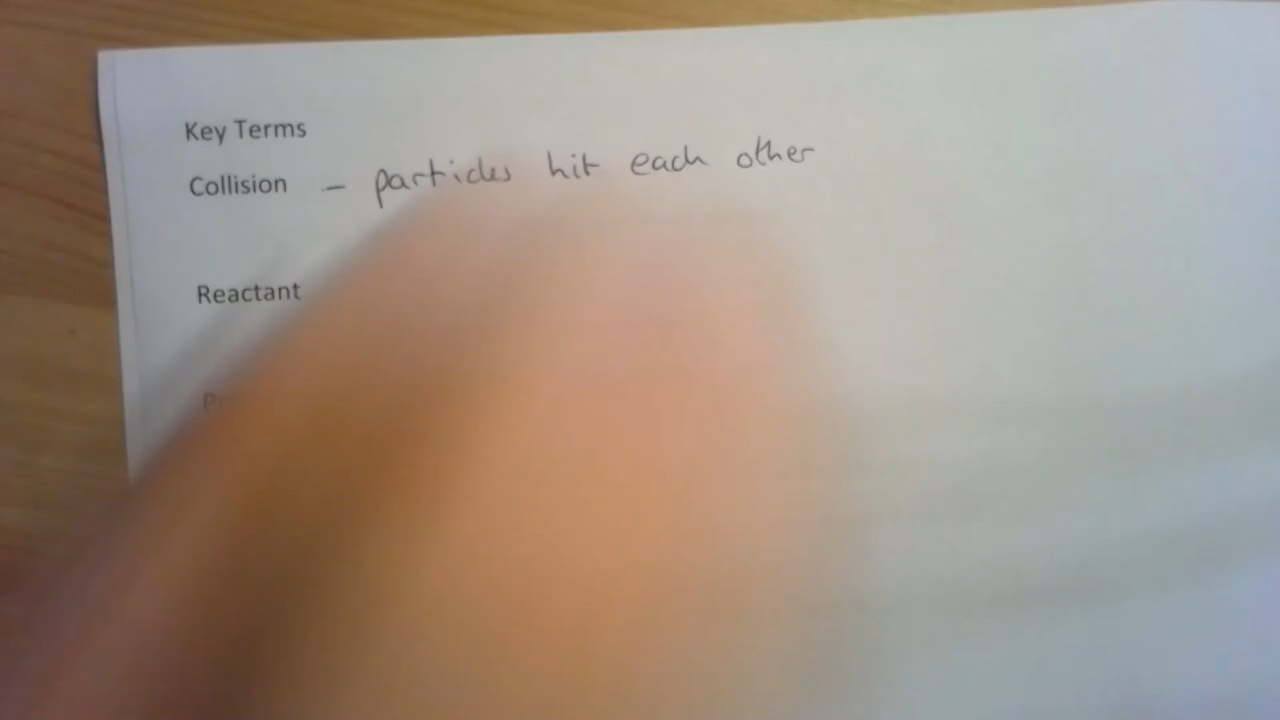 Key Terms
Collision – particles hit each other
Reactant